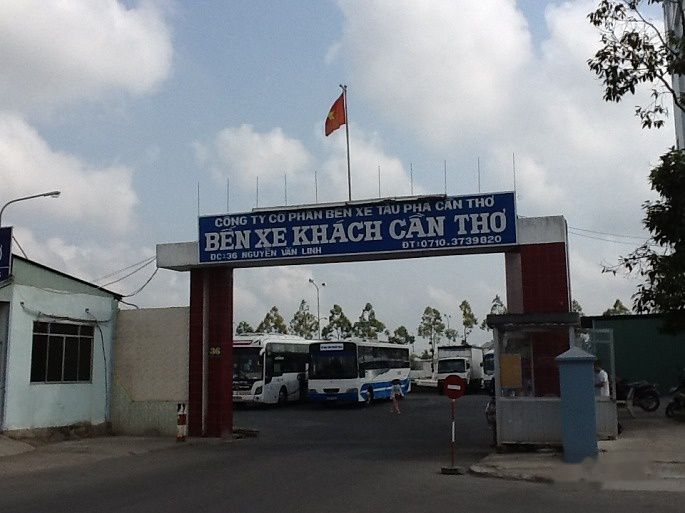 CÔNG TY CỔ PHẦN BẾN XE TÀU PHÀ CẦN THƠ
BẾN XE KHÁCH CẦN THƠ
ĐC:36 NGUYỄN VĂN LINH
ĐT:0710.3739820
36